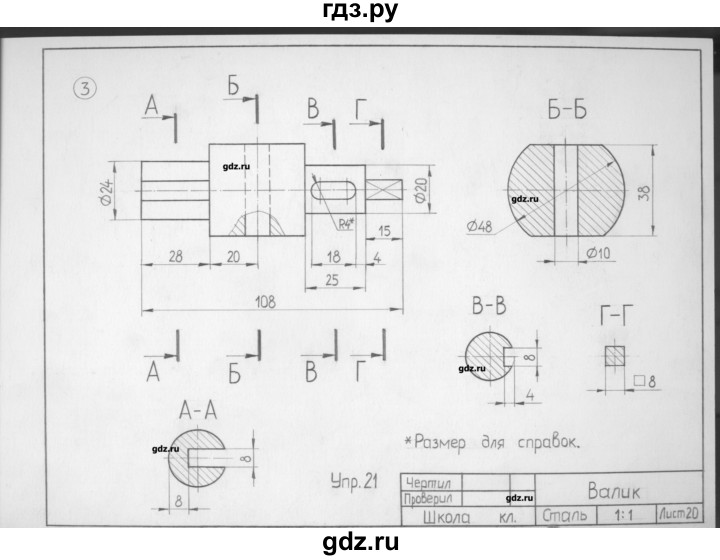 гдз.ру
3
А Б В Г
Б-Б
gdz.ru
gdz.ru
Ø24
Ø20
38
R4*
Ø48
15
28
20
18
4
Ø10
25
108
В-В
Г-Г
gdz.ru
8
□8
4
А Б В Г
А-А
gdz.ru
8
8
*Размер для справок.
Упр. 21
Чертил
Проверил
gdz.ru
Валик
Школа кл.
Сталь
1:1
Лист 20
gdz.ru